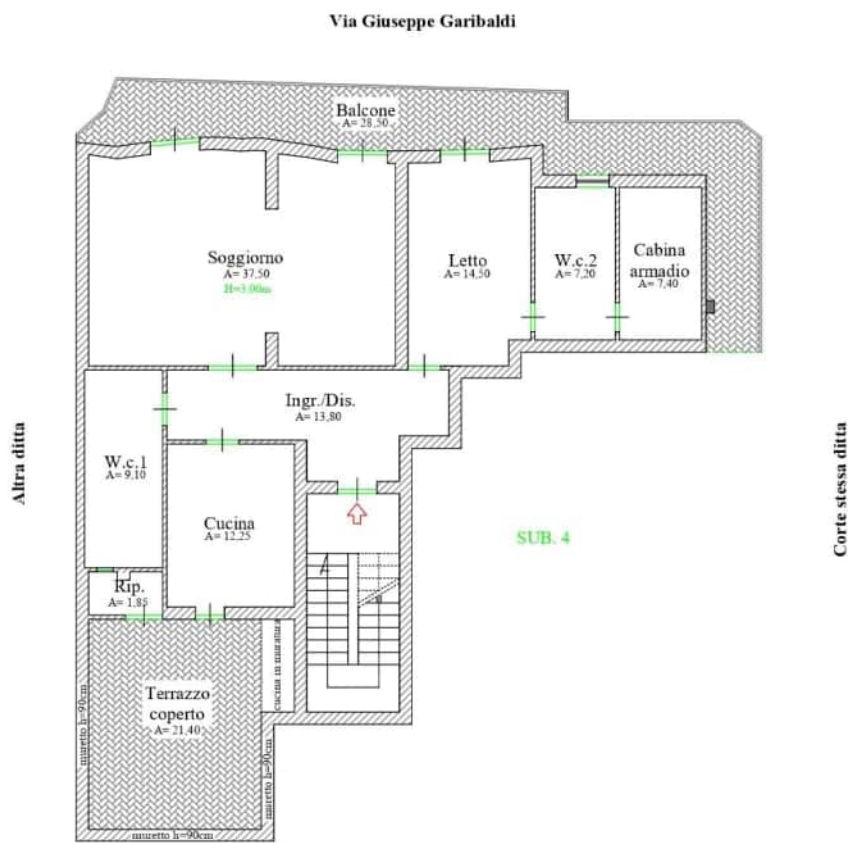 Via Giuseppe Garibaldi
Balcone
A= 28,50
Soggiorno
A= 37,50
H=3.00m
Letto
A= 14,50
W.c.2
A= 7,20
Cabina
armadio
A= 7,40
Ingr./Dis.
A= 13,80
W.c.1
A= 9,10
Cucina
A= 12,25
Rip.
A= 1,85
Altra ditta
Corte stessa ditta
SUB. 4
Terrazzo
coperto
A= 21,40
cucina in muratura
muretto h=90cm
muretto h=90cm
muretto h=90cm